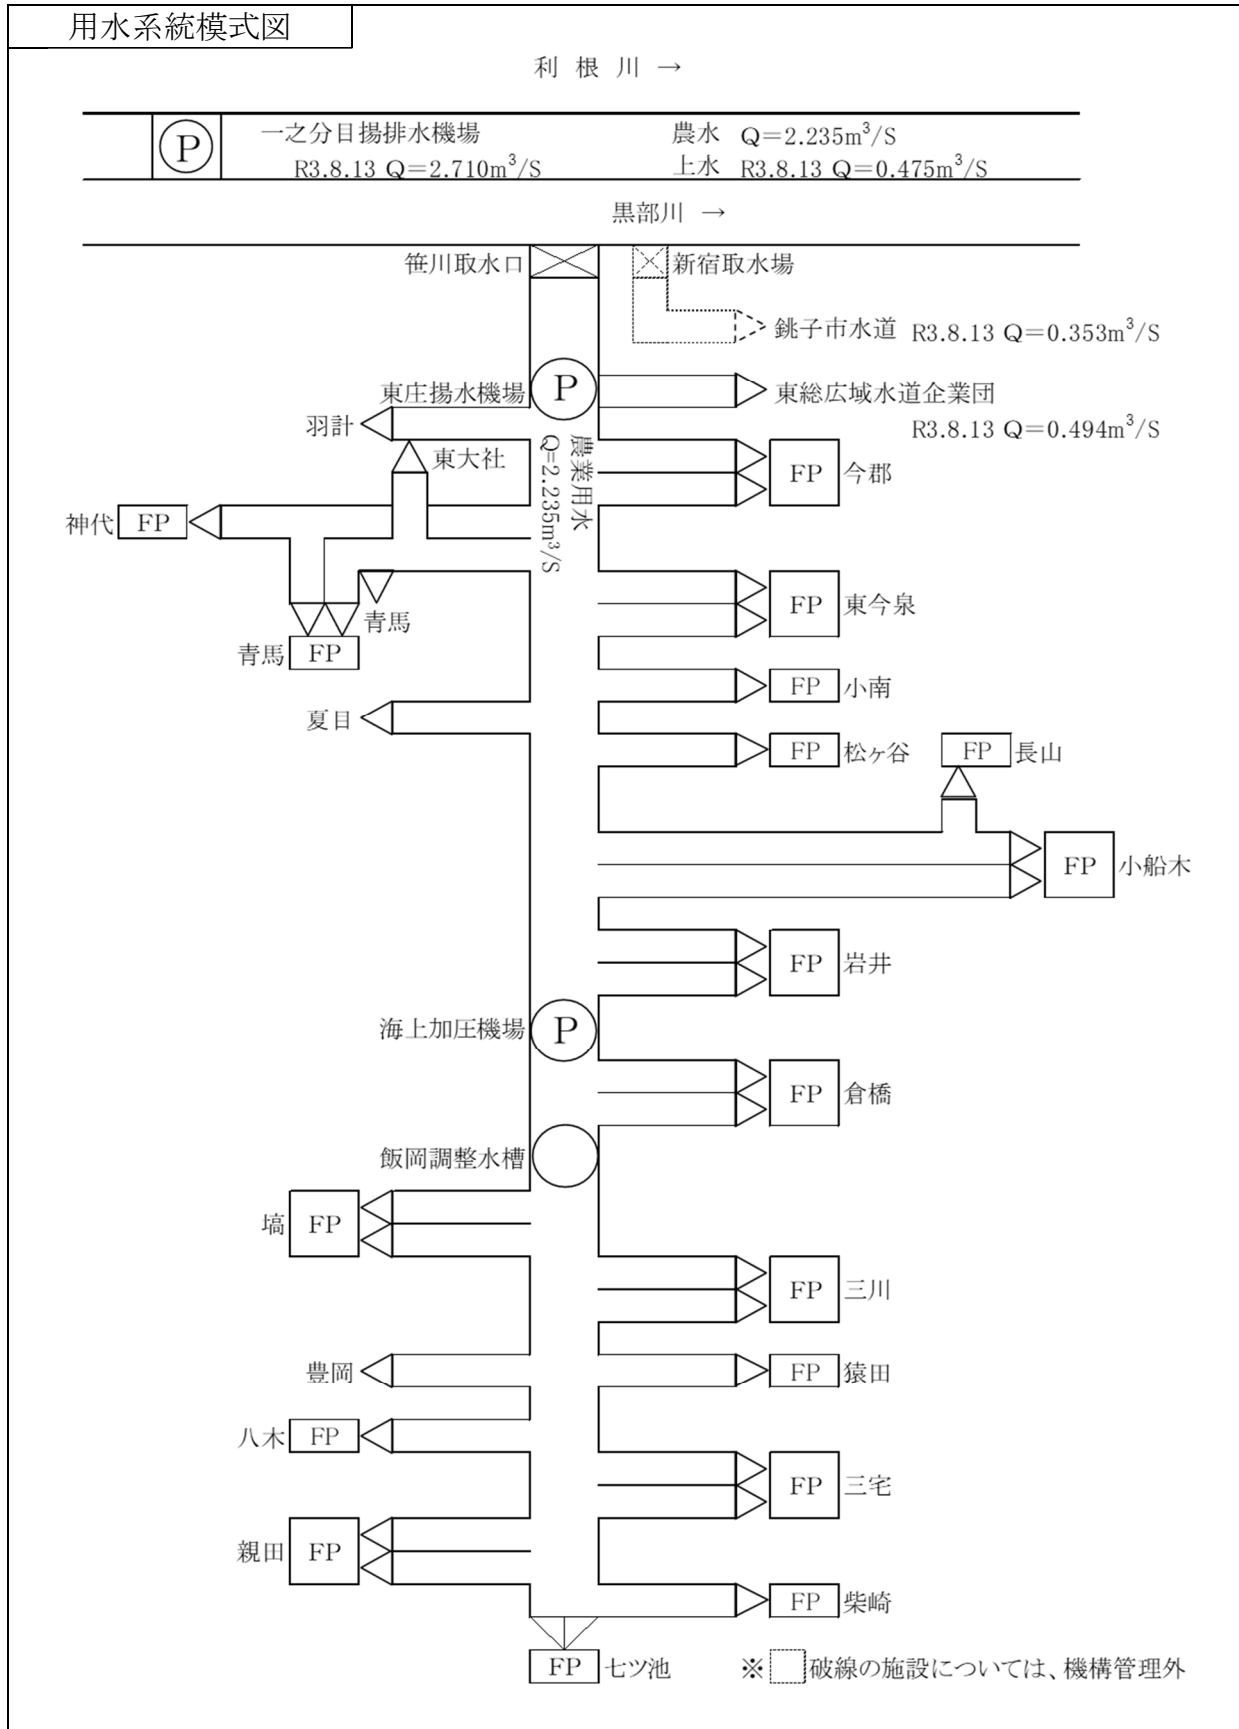 用水系統模式図
利根川 →
P
一之分目揚排水機場
R3.8.13 Q=2.710m³/S
農水 Q=2.235m³/S
上水 R3.8.13 Q=0.475m³/S
黒部川 →
笹川取水口
新宿取水場
銚子市水道 R3.8.13 Q=0.353m³/S
東庄揚水機場
P
東総広域水道企業団
R3.8.13 Q=0.494m³/S
羽計
農業用水
Q=2.235m³/S
東大社
FP 今郡
神代 FP
東今泉 FP
青馬
青馬 FP
FP 小南
夏目
FP 松ヶ谷
FP 長山
FP 小船木
FP 岩井
海上加圧機場 P
FP 倉橋
飯岡調整水槽
塙 FP
FP 三川
豊岡
FP 猿田
八木 FP
FP 三宅
親田 FP
FP 柴崎
FP 七ツ池
※ 破線の施設については、機構管理外